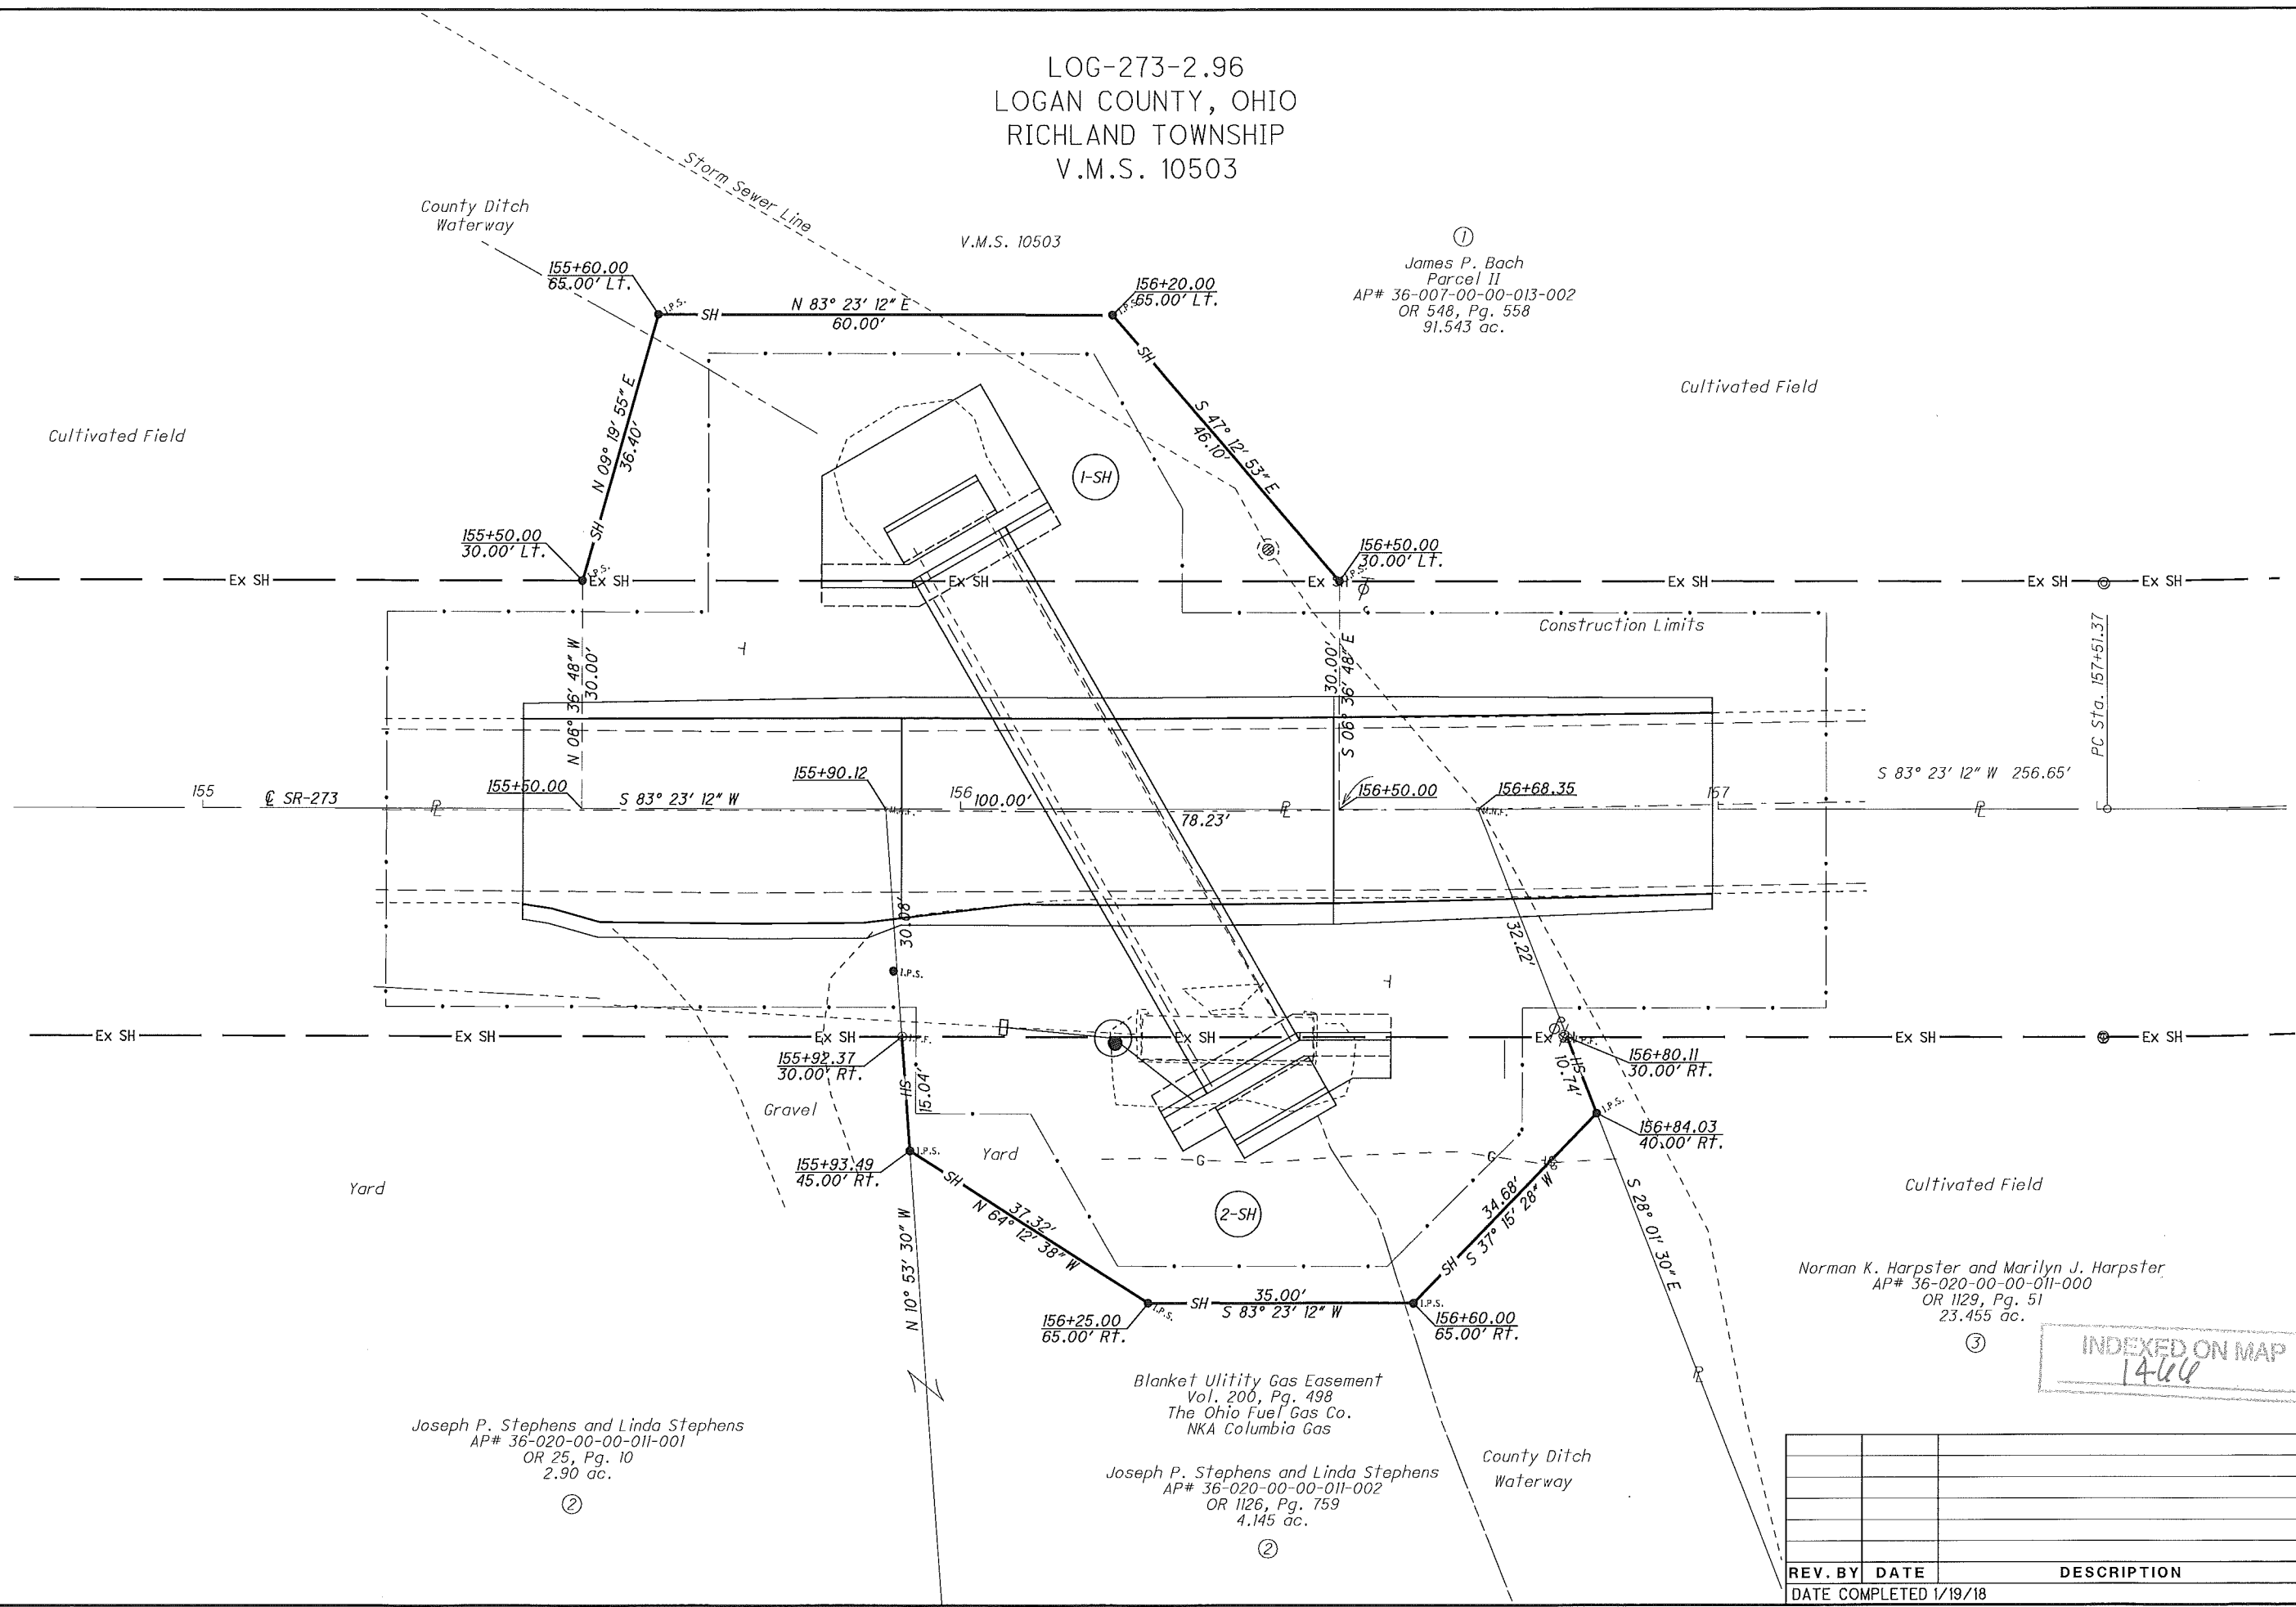 LOG-273-2.96
LOGAN COUNTY, OHIO
RICHLAND TOWNSHIP
V.M.S. 10503
Storm Sewer Line
County Ditch
Waterway
V.M.S. 10503
①
James P. Bach
Parcel II
AP# 36-007-00-00-013-002
OR 548, Pg. 558
91.543 ac.
155+60.00
65.00' LT.
I.P.S.
SH
N 83° 23' 12" E
60.00'
156+20.00
65.00' LT.
I.P.S.
SH
Cultivated Field
Cultivated Field
N 09° 19' 55" E
36.40'
SH
S 47° 12' 53" E
46.10'
1-SH
155+50.00
30.00' LT.
I.P.S.
156+50.00
30.00' LT.
I.P.S.
Ex SH
Ex SH
Ex SH
Ex SH
Ex SH
Ex SH
Ex SH
Construction Limits
N 06° 36' 48" W
30.00'
S 06° 36' 48" E
30.00'
PC Sta. 157+51.37
S 83° 23' 12" W 256.65'
155
℄ SR-273
PL
155+50.00
S 83° 23' 12" W
155+90.12
156
100.00'
78.23'
PL
156+50.00
156+68.35
M.N.F.
157
PL
30.08'
I.P.S.
32.22'
Ex SH
Ex SH
Ex SH
Ex SH
Ex
Ex SH
Ex SH
I.P.F.
155+92.37
30.00' RT.
156+80.11
30.00' RT.
SH
15.04'
SH
10.74'
Gravel
I.P.S.
156+84.03
40.00' RT.
155+93.49
45.00' RT.
I.P.S.
Yard
G
G
Yard
SH
37.32'
N 64° 12' 38" W
2-SH
34.68'
S 37° 15' 28" W
SH
S 28° 01' 30" E
Cultivated Field
N 10° 53' 30" W
SH
35.00'
S 83° 23' 12" W
I.P.S.
I.P.S.
156+25.00
65.00' RT.
156+60.00
65.00' RT.
Norman K. Harpster and Marilyn J. Harpster
AP# 36-020-00-00-011-000
OR 1129, Pg. 51
23.455 ac.
③
INDEXED ON MAP
1466
PL
Blanket Ulitity Gas Easement
Vol. 200, Pg. 498
The Ohio Fuel Gas Co.
NKA Columbia Gas
Joseph P. Stephens and Linda Stephens
AP# 36-020-00-00-011-001
OR 25, Pg. 10
2.90 ac.
②
Joseph P. Stephens and Linda Stephens
AP# 36-020-00-00-011-002
OR 1126, Pg. 759
4.145 ac.
②
County Ditch
Waterway
REV. BY DATE DESCRIPTION
DATE COMPLETED 1/19/18